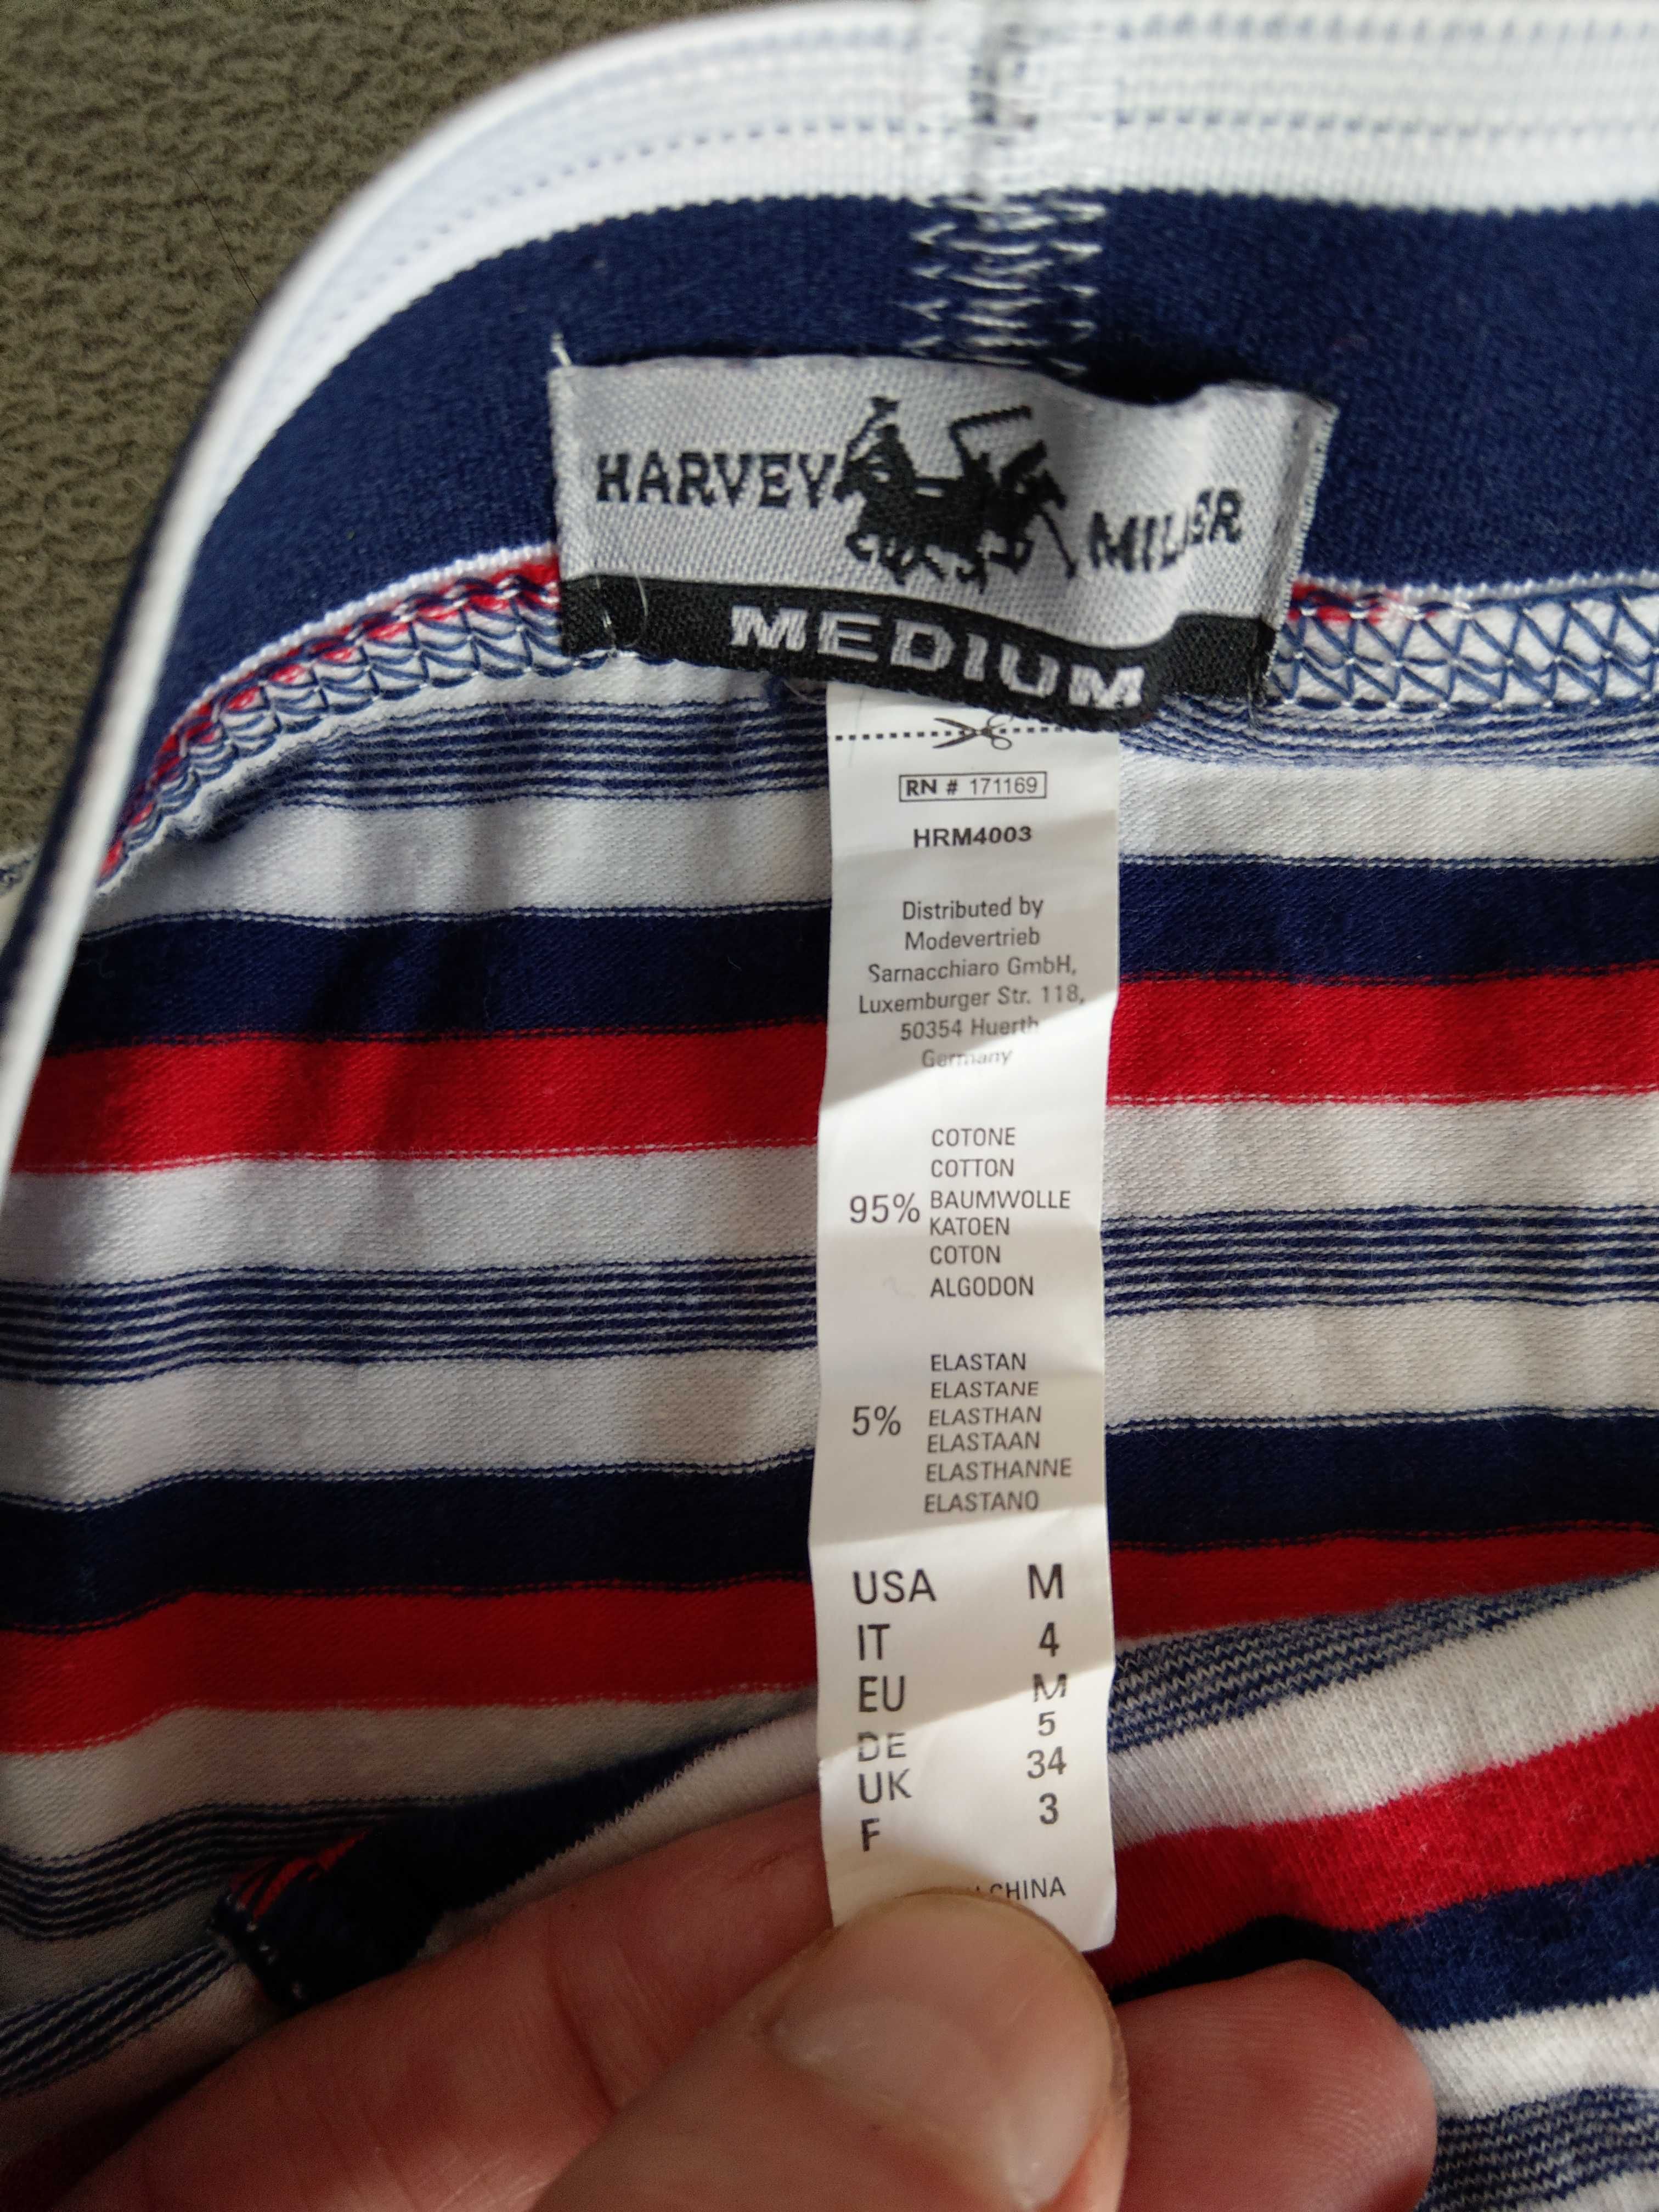 HARVEY MILLER
MEDIUM
RN # 171169
HRM4003
Distributed by
Modevertrieb
Sarnacchiaro GmbH,
Luxemburger Str. 118,
50354 Huerth
Germany
COTONE
COTTON
95% BAUMWOLLE
KATOEN
COTON
ALGODON
ELASTAN
ELASTANE
5% ELASTHAN
ELASTAAN
ELASTHANNE
ELASTANO
USA M
IT 4
EU M
DE 5
UK 34
F 3
CHINA